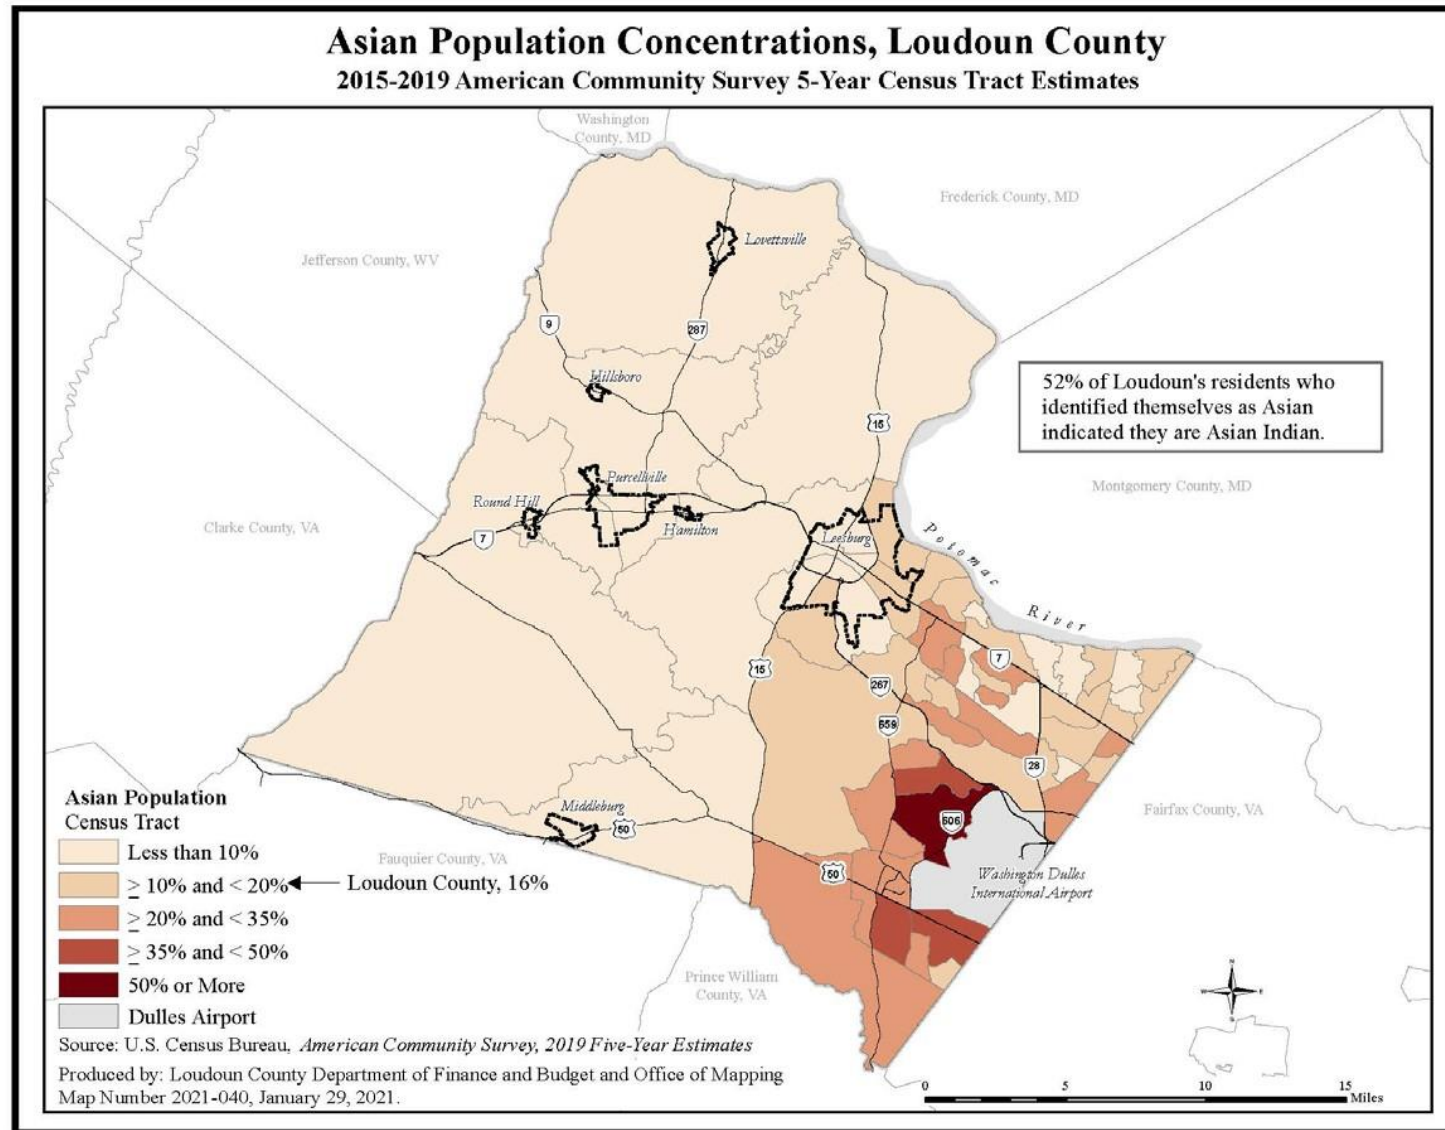 Asian Population Concentrations, Loudoun County
2015-2019 American Community Survey 5-Year Census Tract Estimates
Washington
County, MD
Frederick County, MD
Lovettsville
Jefferson County, WV
9
287
Hillsboro
52% of Loudoun's residents who
identified themselves as Asian
indicated they are Asian Indian.
15
Purcellville
Round Hill
Montgomery County, MD
Clarke County, VA
Hamilton
7
Leesburg
Potomac River
7
15
267
659
28
Asian Population
Census Tract
Less than 10%
≥ 10% and < 20%
Loudoun County, 16%
≥ 20% and < 35%
≥ 35% and < 50%
50% or More
Dulles Airport
Middleburg
50
Fauquier County, VA
606
Fairfax County, VA
50
Washington Dulles
International Airport
Prince William
County, VA
N
W
E
S
Source: U.S. Census Bureau, American Community Survey, 2019 Five-Year Estimates
Produced by: Loudoun County Department of Finance and Budget and Office of Mapping
Map Number 2021-040, January 29, 2021.
0 5 10 15
Miles